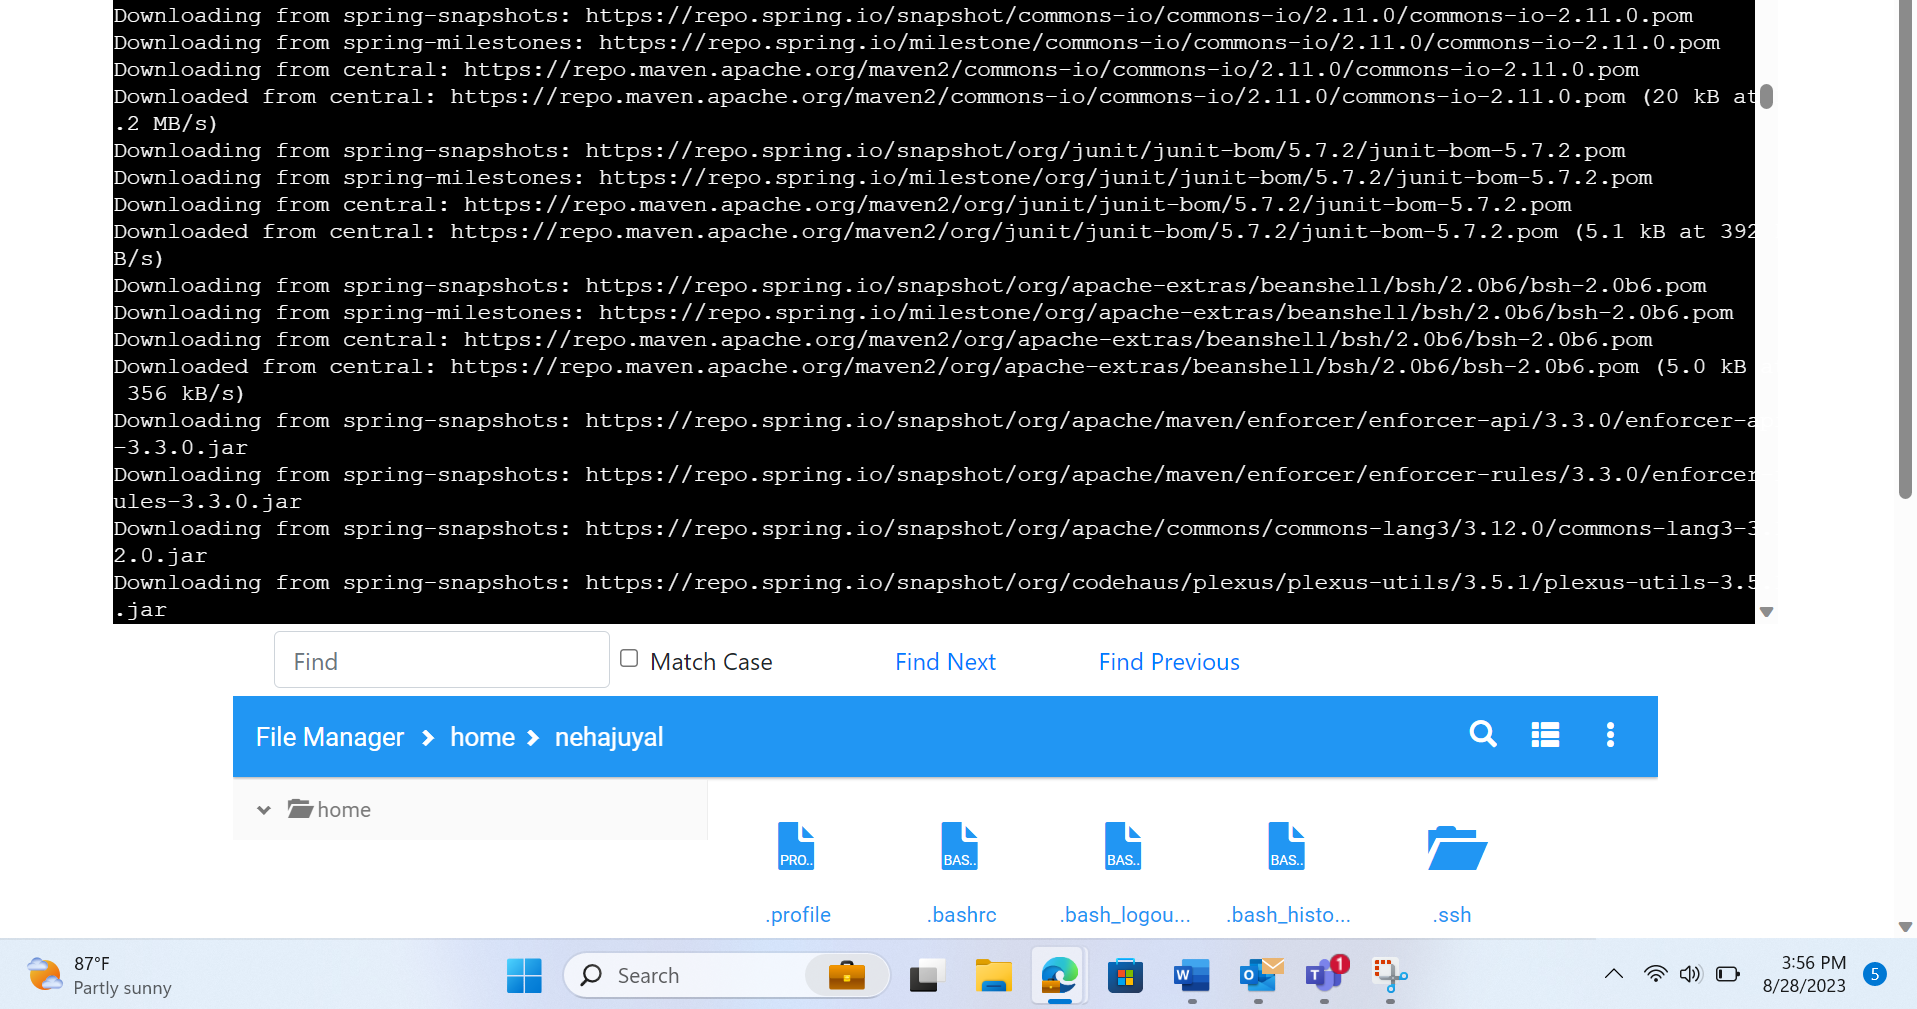 Downloading from spring-snapshots: https://repo.spring.io/snapshot/commons-io/commons-io/2.11.0/commons-io-2.11.0.pom
Downloading from spring-milestones: https://repo.spring.io/milestone/commons-io/commons-io/2.11.0/commons-io-2.11.0.pom
Downloading from central: https://repo.maven.apache.org/maven2/commons-io/commons-io/2.11.0/commons-io-2.11.0.pom
Downloaded from central: https://repo.maven.apache.org/maven2/commons-io/commons-io/2.11.0/commons-io-2.11.0.pom (20 kB at
.2 MB/s)
Downloading from spring-snapshots: https://repo.spring.io/snapshot/org/junit/junit-bom/5.7.2/junit-bom-5.7.2.pom
Downloading from spring-milestones: https://repo.spring.io/milestone/org/junit/junit-bom/5.7.2/junit-bom-5.7.2.pom
Downloading from central: https://repo.maven.apache.org/maven2/org/junit/junit-bom/5.7.2/junit-bom-5.7.2.pom
Downloaded from central: https://repo.maven.apache.org/maven2/org/junit/junit-bom/5.7.2/junit-bom-5.7.2.pom (5.1 kB at 392
B/s)
Downloading from spring-snapshots: https://repo.spring.io/snapshot/org/apache-extras/beanshell/bsh/2.0b6/bsh-2.0b6.pom
Downloading from spring-milestones: https://repo.spring.io/milestone/org/apache-extras/beanshell/bsh/2.0b6/bsh-2.0b6.pom
Downloading from central: https://repo.maven.apache.org/maven2/org/apache-extras/beanshell/bsh/2.0b6/bsh-2.0b6.pom
Downloaded from central: https://repo.maven.apache.org/maven2/org/apache-extras/beanshell/bsh/2.0b6/bsh-2.0b6.pom (5.0 kB
356 kB/s)
Downloading from spring-snapshots: https://repo.spring.io/snapshot/org/apache/maven/enforcer/enforcer-api/3.3.0/enforcer-a
-3.3.0.jar
Downloading from spring-snapshots: https://repo.spring.io/snapshot/org/apache/maven/enforcer/enforcer-rules/3.3.0/enforcer
ules-3.3.0.jar
Downloading from spring-snapshots: https://repo.spring.io/snapshot/org/apache/commons/commons-lang3/3.12.0/commons-lang3-3
2.0.jar
Downloading from spring-snapshots: https://repo.spring.io/snapshot/org/codehaus/plexus/plexus-utils/3.5.1/plexus-utils-3.5
.jar
Find Match Case Find Next Find Previous
File Manager > home > nehajuyal
home
PRO.. BAS.. BAS.. BAS..
.profile .bashrc .bash_logou... .bash_histo... .ssh
87°F
Partly sunny
Search
W O T 1
3:56 PM
8/28/2023
5